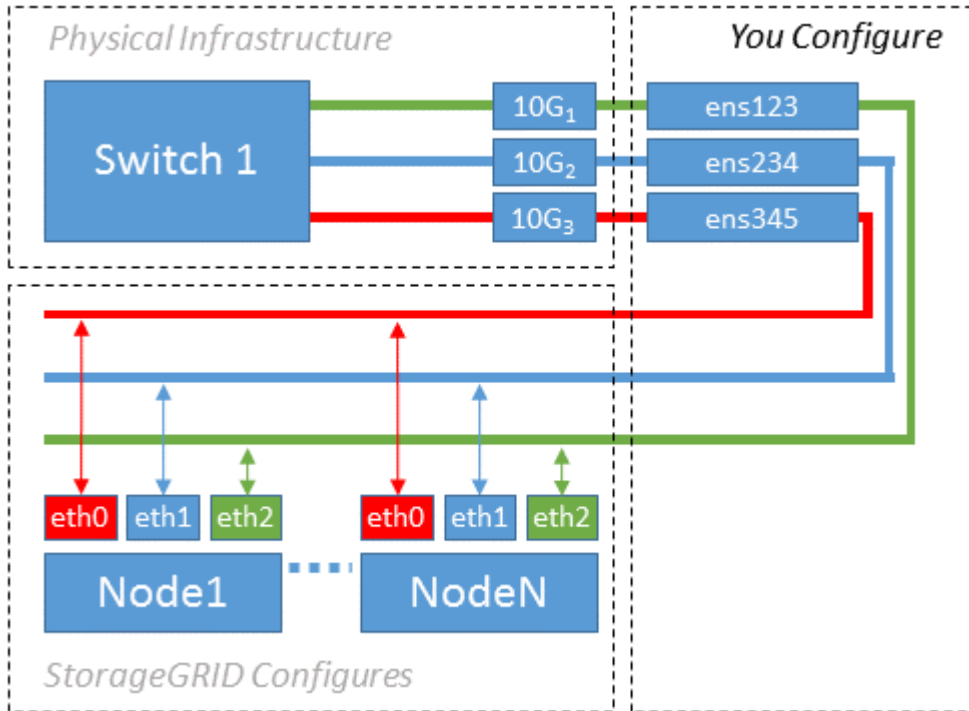 Physical Infrastructure
You Configure
Switch 1
10G₁
ens123
10G₂
ens234
10G₃
ens345
eth0 eth1 eth2
eth0 eth1 eth2
Node1
NodeN
StorageGRID Configures